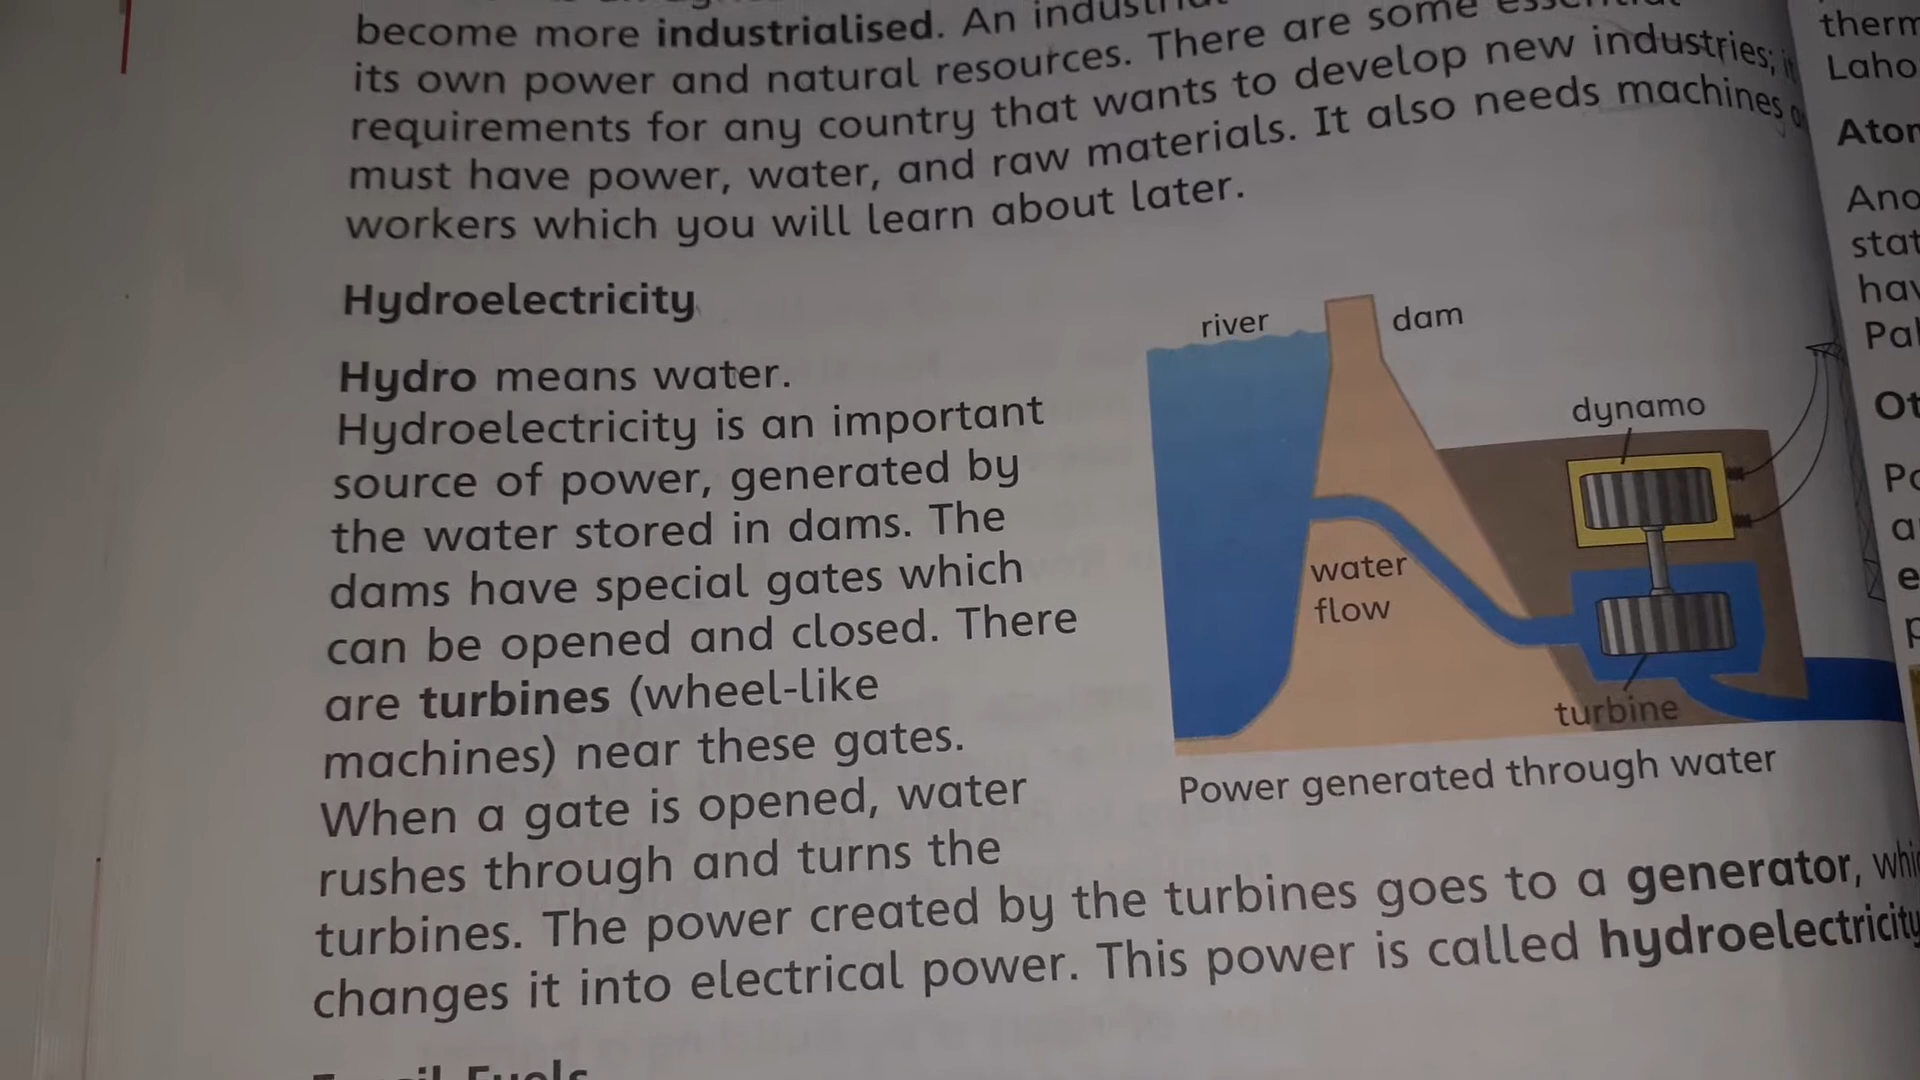 become more industrialised. An
its own power and natural resources. There are some
requirements for any country that wants to develop new industries; it
must have power, water, and raw materials. It also needs machines
workers which you will learn about later.
Hydroelectricity
Hydro means water.
Hydroelectricity is an important
source of power, generated by
the water stored in dams. The
dams have special gates which
can be opened and closed. There
are turbines (wheel-like
machines) near these gates.
When a gate is opened, water
rushes through and turns the
turbines. The power created by the turbines goes to a generator,
changes it into electrical power. This power is called hydroelectricity
river
dam
dynamo
water
flow
turbine
Power generated through water
Fuels